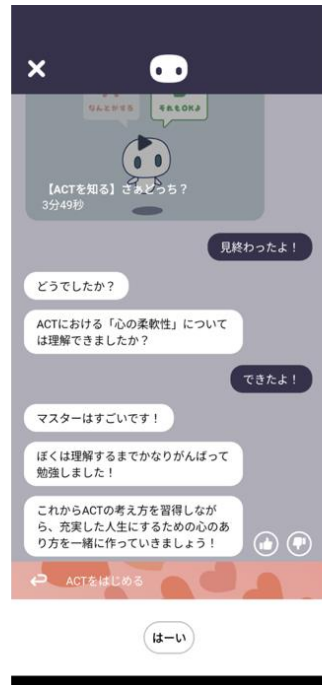 なんとかする
それもOK♪
【ACTを知る】さぁどっち？
3分49秒
見終わったよ！
どうでしたか？
ACTにおける「心の柔軟性」について
は理解できましたか？
できたよ！
マスターはすごいです！
ぼくは理解するまでかなりがんばって
勉強しました！
これからACTの考え方を習得しなが
ら、充実した人生にするための心のあ
り方を一緒に作っていきましょう！
ACTをはじめる
はーい